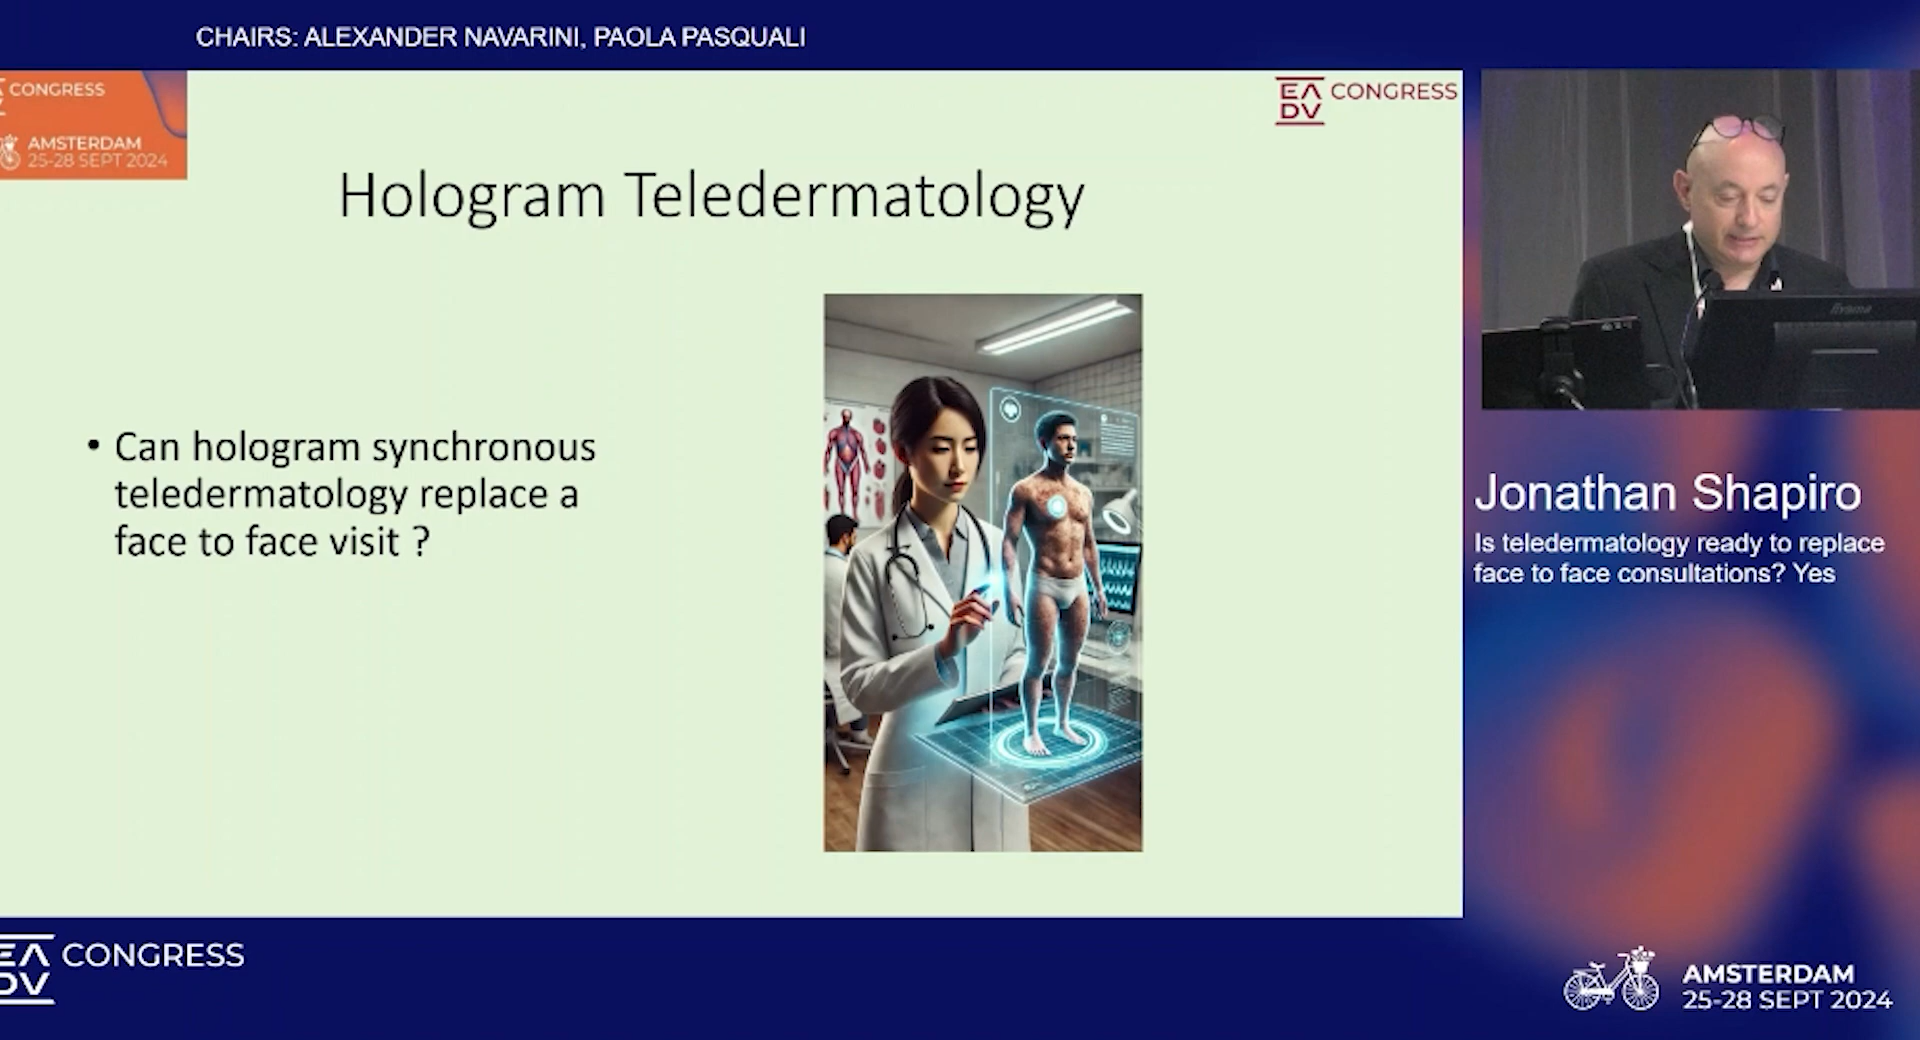 CHAIRS: ALEXANDER NAVARINI, PAOLA PASQUALI
CONGRESS
AMSTERDAM
25-28 SEPT 2024
EADV CONGRESS
Hologram Teledermatology
• Can hologram synchronous
teledermatology replace a
face to face visit ?
iiyama
Jonathan Shapiro
Is teledermatology ready to replace
face to face consultations? Yes
EADV CONGRESS
AMSTERDAM
25-28 SEPT 2024